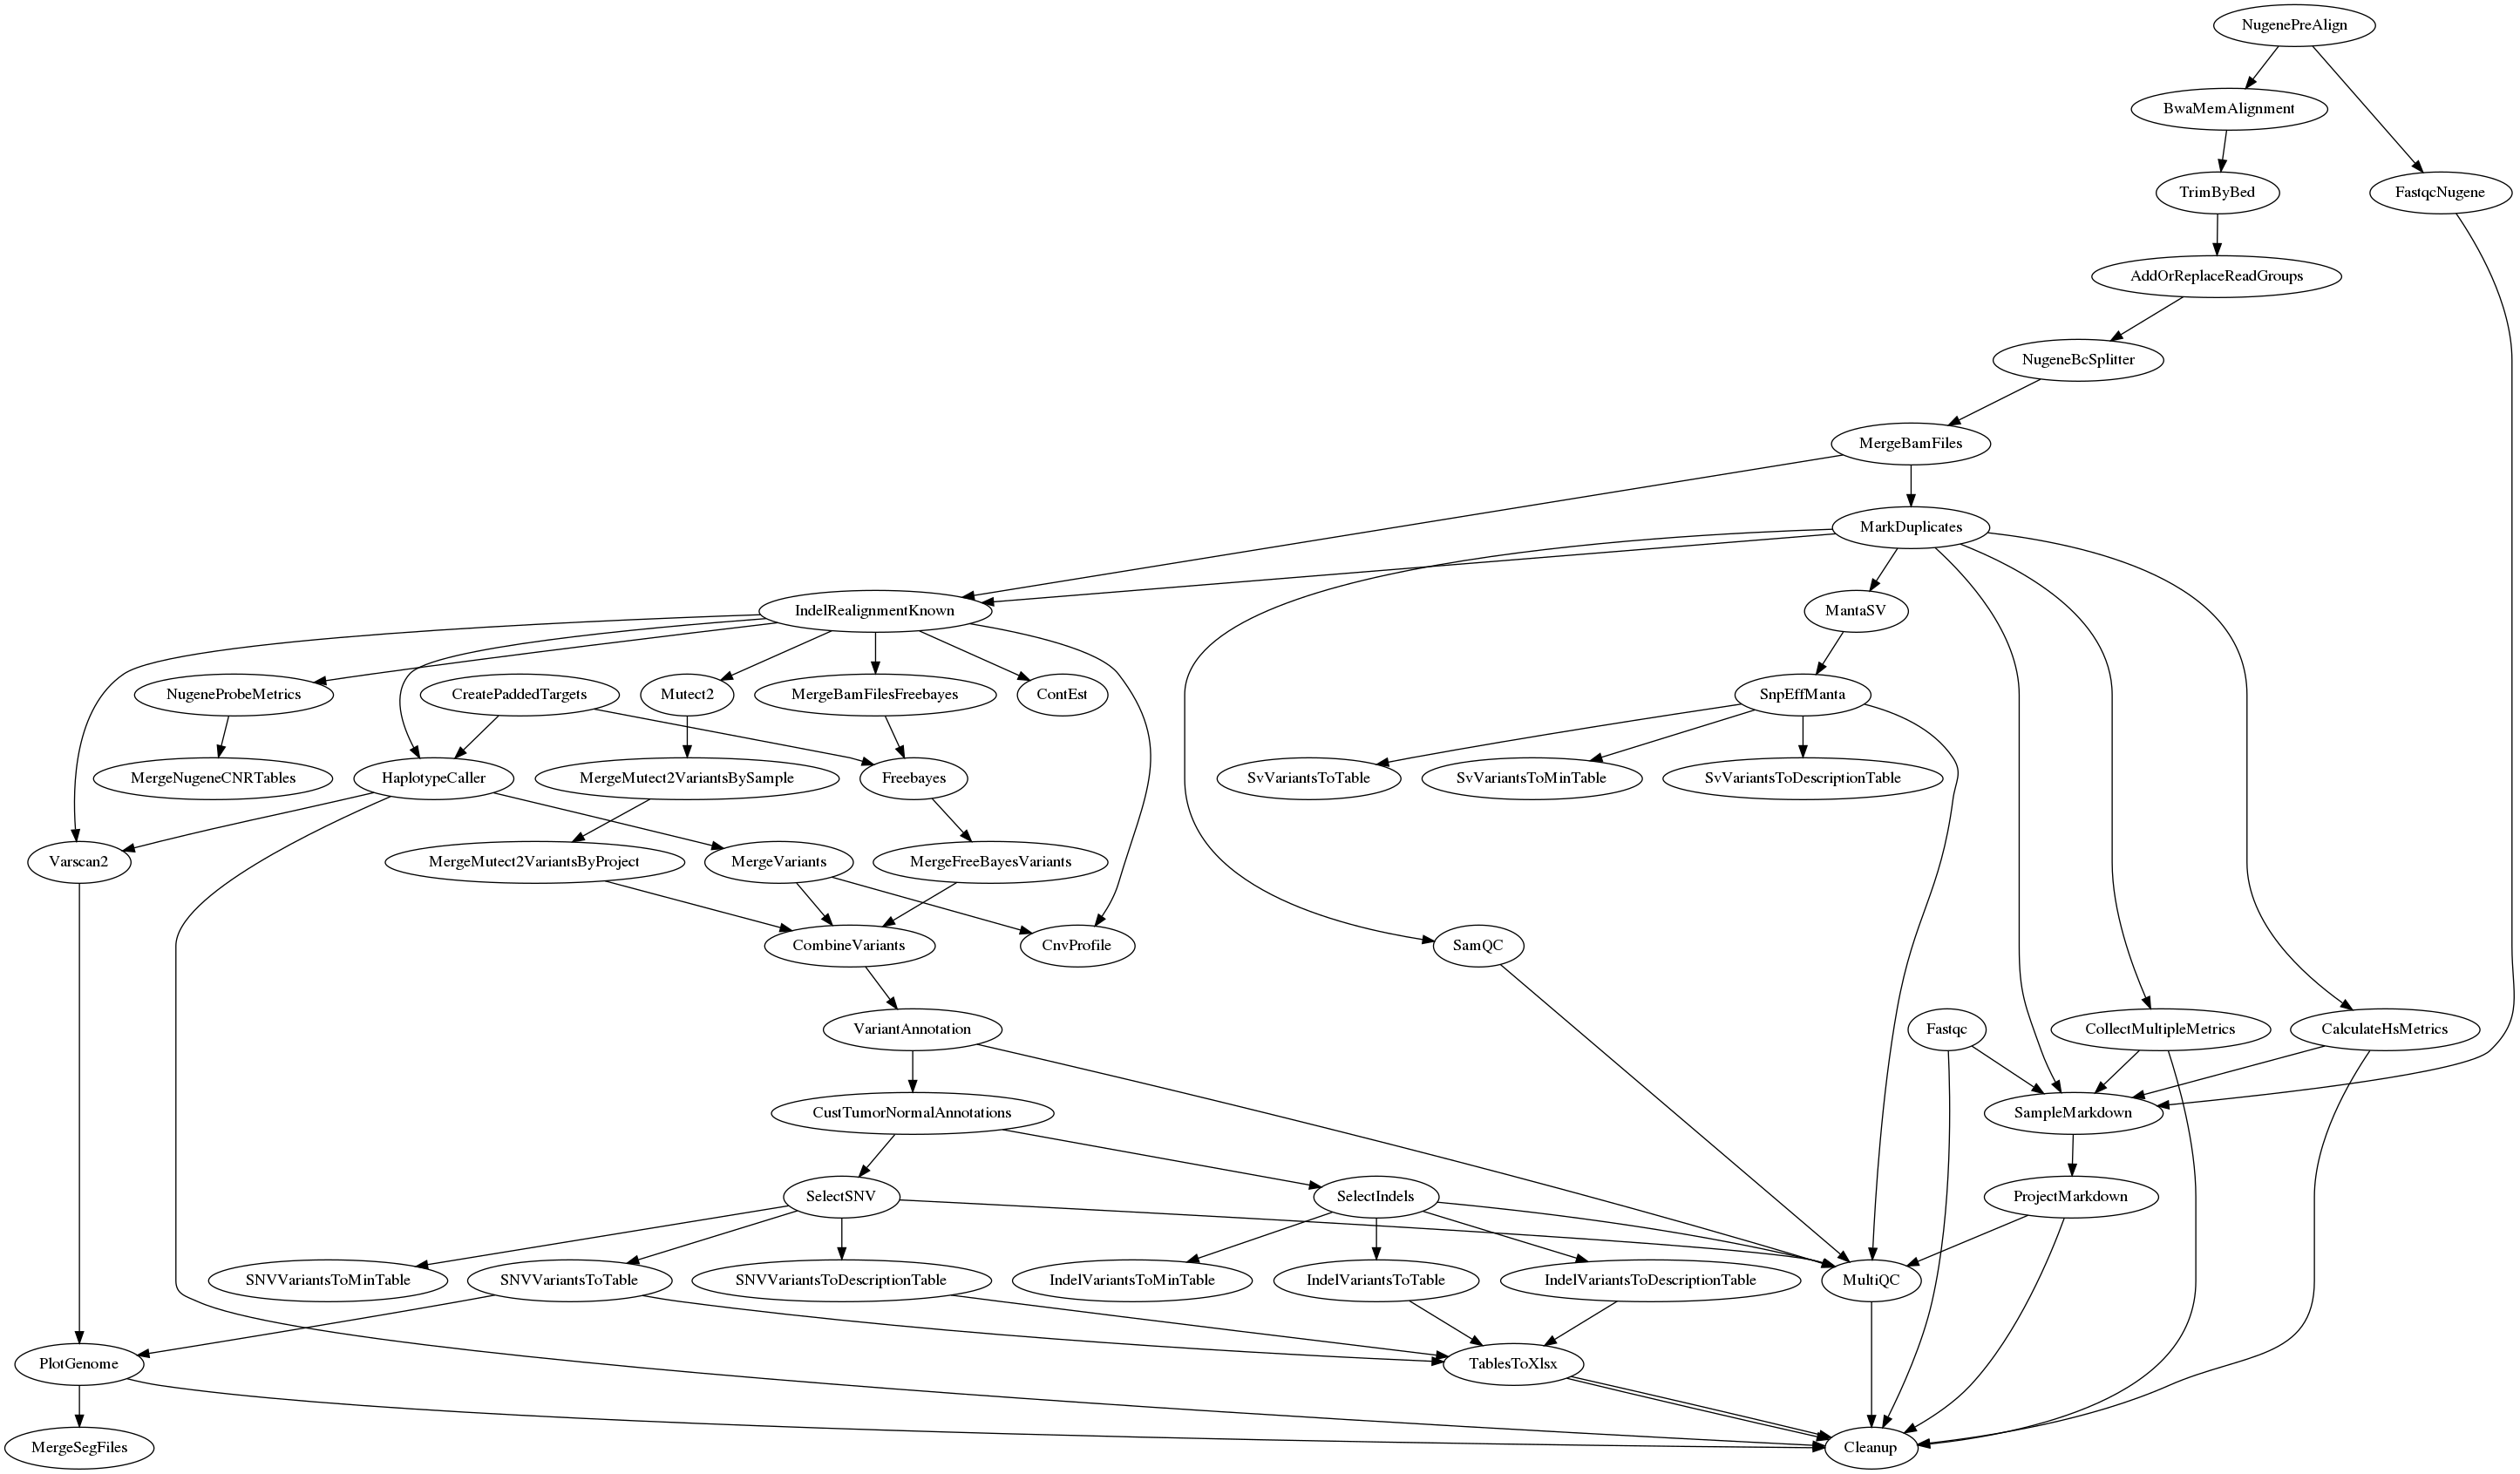 NugenePreAlign
BwaMemAlignment
TrimByBed
FastqcNugene
AddOrReplaceReadGroups
NugeneBcSplitter
MergeBamFiles
MarkDuplicates
IndelRealignmentKnown
MantaSV
NugeneProbeMetrics
CreatePaddedTargets
Mutect2
MergeBamFilesFreebayes
ContEst
SnpEffManta
MergeNugeneCNRTables
HaplotypeCaller
MergeMutect2VariantsBySample
Freebayes
SvVariantsToTable
SvVariantsToMinTable
SvVariantsToDescriptionTable
Varscan2
MergeMutect2VariantsByProject
MergeVariants
MergeFreeBayesVariants
CombineVariants
CnvProfile
SamQC
VariantAnnotation
Fastqc
CollectMultipleMetrics
CalculateHsMetrics
CustTumorNormalAnnotations
SampleMarkdown
SelectSNV
SelectIndels
ProjectMarkdown
SNVVariantsToMinTable
SNVVariantsToTable
SNVVariantsToDescriptionTable
IndelVariantsToMinTable
IndelVariantsToTable
IndelVariantsToDescriptionTable
MultiQC
PlotGenome
TablesToXlsx
MergeSegFiles
Cleanup